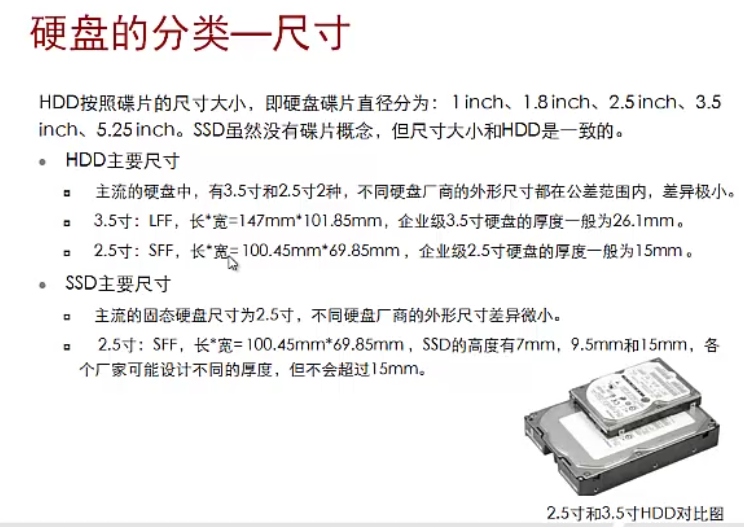 硬盘的分类—尺寸
HDD按照碟片的尺寸大小，即硬盘碟片直径分为：1inch、1.8inch、2.5inch、3.5
inch、5.25inch。SSD虽然没有碟片概念，但尺寸大小和HDD是一致的。
HDD主要尺寸
主流的硬盘中，有3.5寸和2.5寸2种，不同硬盘厂商的外形尺寸都在公差范围内，差异极小。
3.5寸：LFF，长*宽=147mm*101.85mm，企业级3.5寸硬盘的厚度一般为26.1mm。
2.5寸：SFF，长*宽=100.45mm*69.85mm，企业级2.5寸硬盘的厚度一般为15mm。
SSD主要尺寸
主流的固态硬盘尺寸为2.5寸，不同硬盘厂商的外形尺寸差异微小。
2.5寸：SFF，长*宽=100.45mm*69.85mm，SSD的高度有7mm，9.5mm和15mm，各
个厂家可能设计不同的厚度，但不会超过15mm。
2.5寸和3.5寸HDD对比图